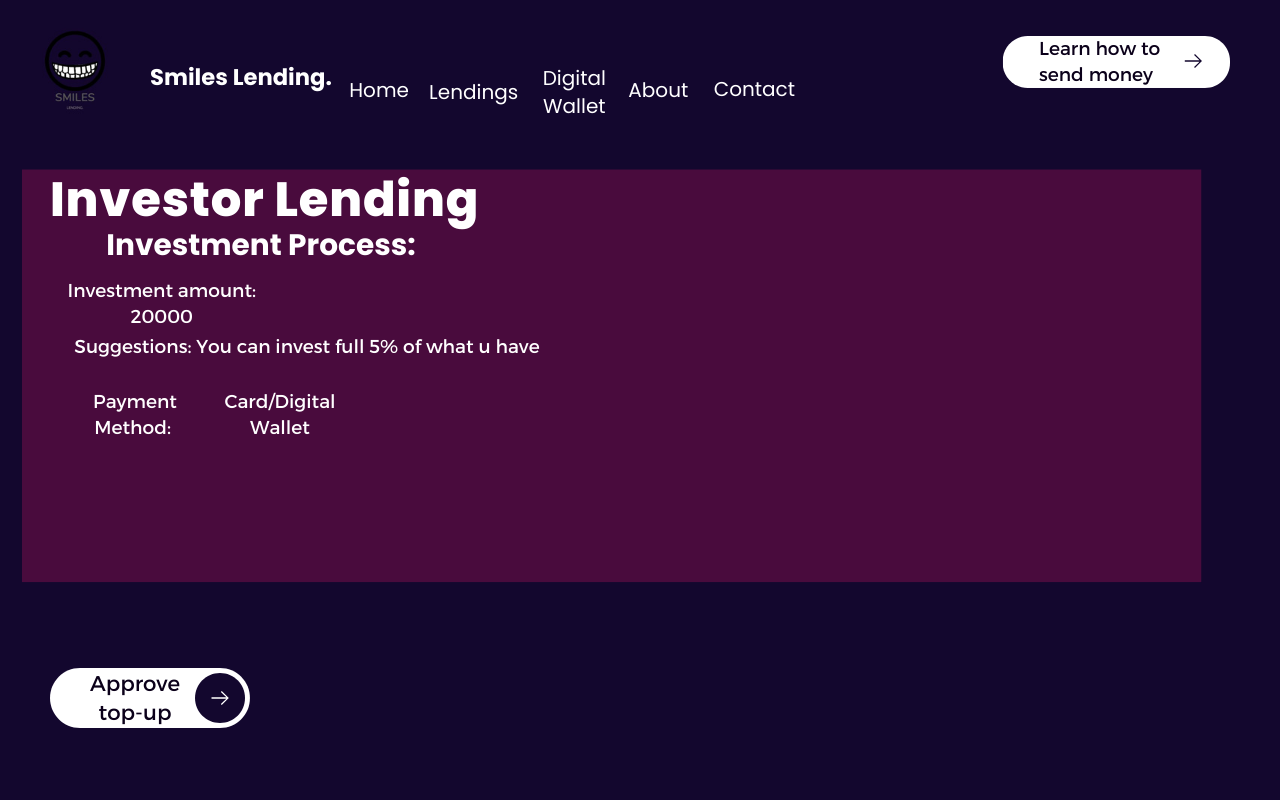 SMILES
LENDING
Smiles Lending.
Home
Lendings
Digital
Wallet
About
Contact
Learn how to
send money
Investor Lending
Investment Process:
Investment amount:
20000
Suggestions: You can invest full 5% of what u have
Payment
Method:
Card/Digital
Wallet
Approve
top-up